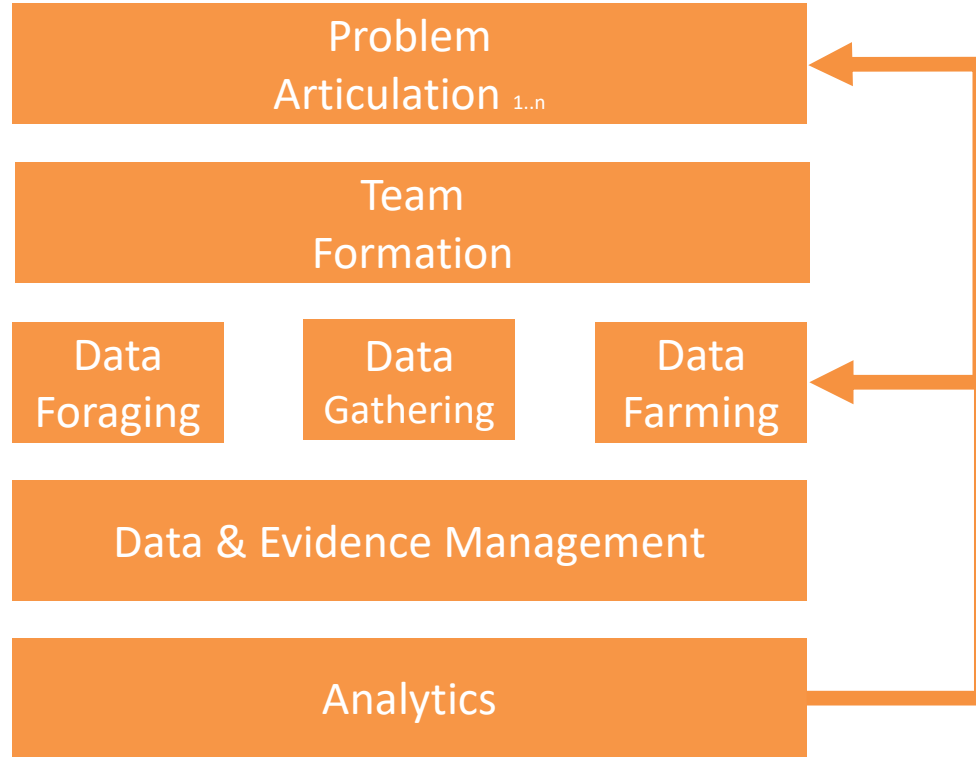 Problem
Articulation 1..n
Team
Formation
Data
Foraging
Data
Gathering
Data
Farming
Data & Evidence Management
Analytics